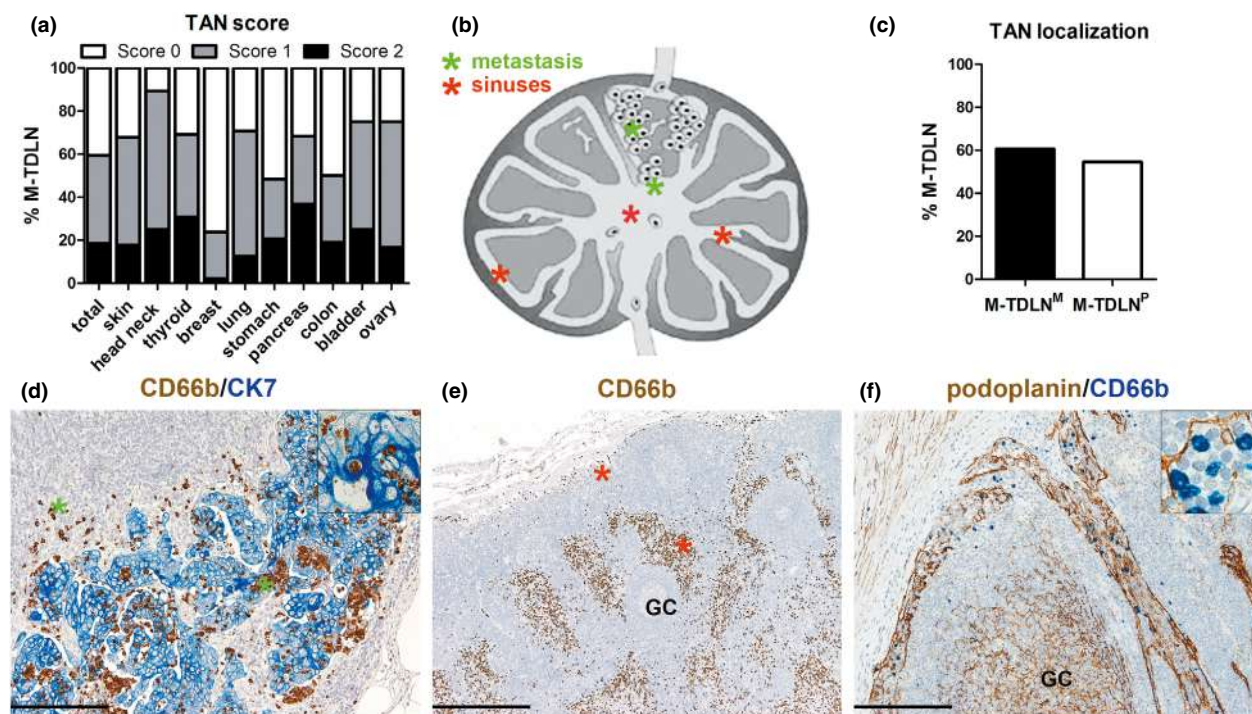 (a)
TAN score
Score 0 Score 1 Score 2
% M-TDLN
100
80
60
40
20
0
total
skin
head neck
thyroid
breast
lung
stomach
pancreas
colon
bladder
ovary
(b)
* metastasis
* sinuses
(c)
TAN localization
% M-TDLN
100
80
60
40
20
0
M-TDLNᴹ M-TDLNᴾ
(d) CD66b/CK7
(e) CD66b
GC
(f) podoplanin/CD66b
GC